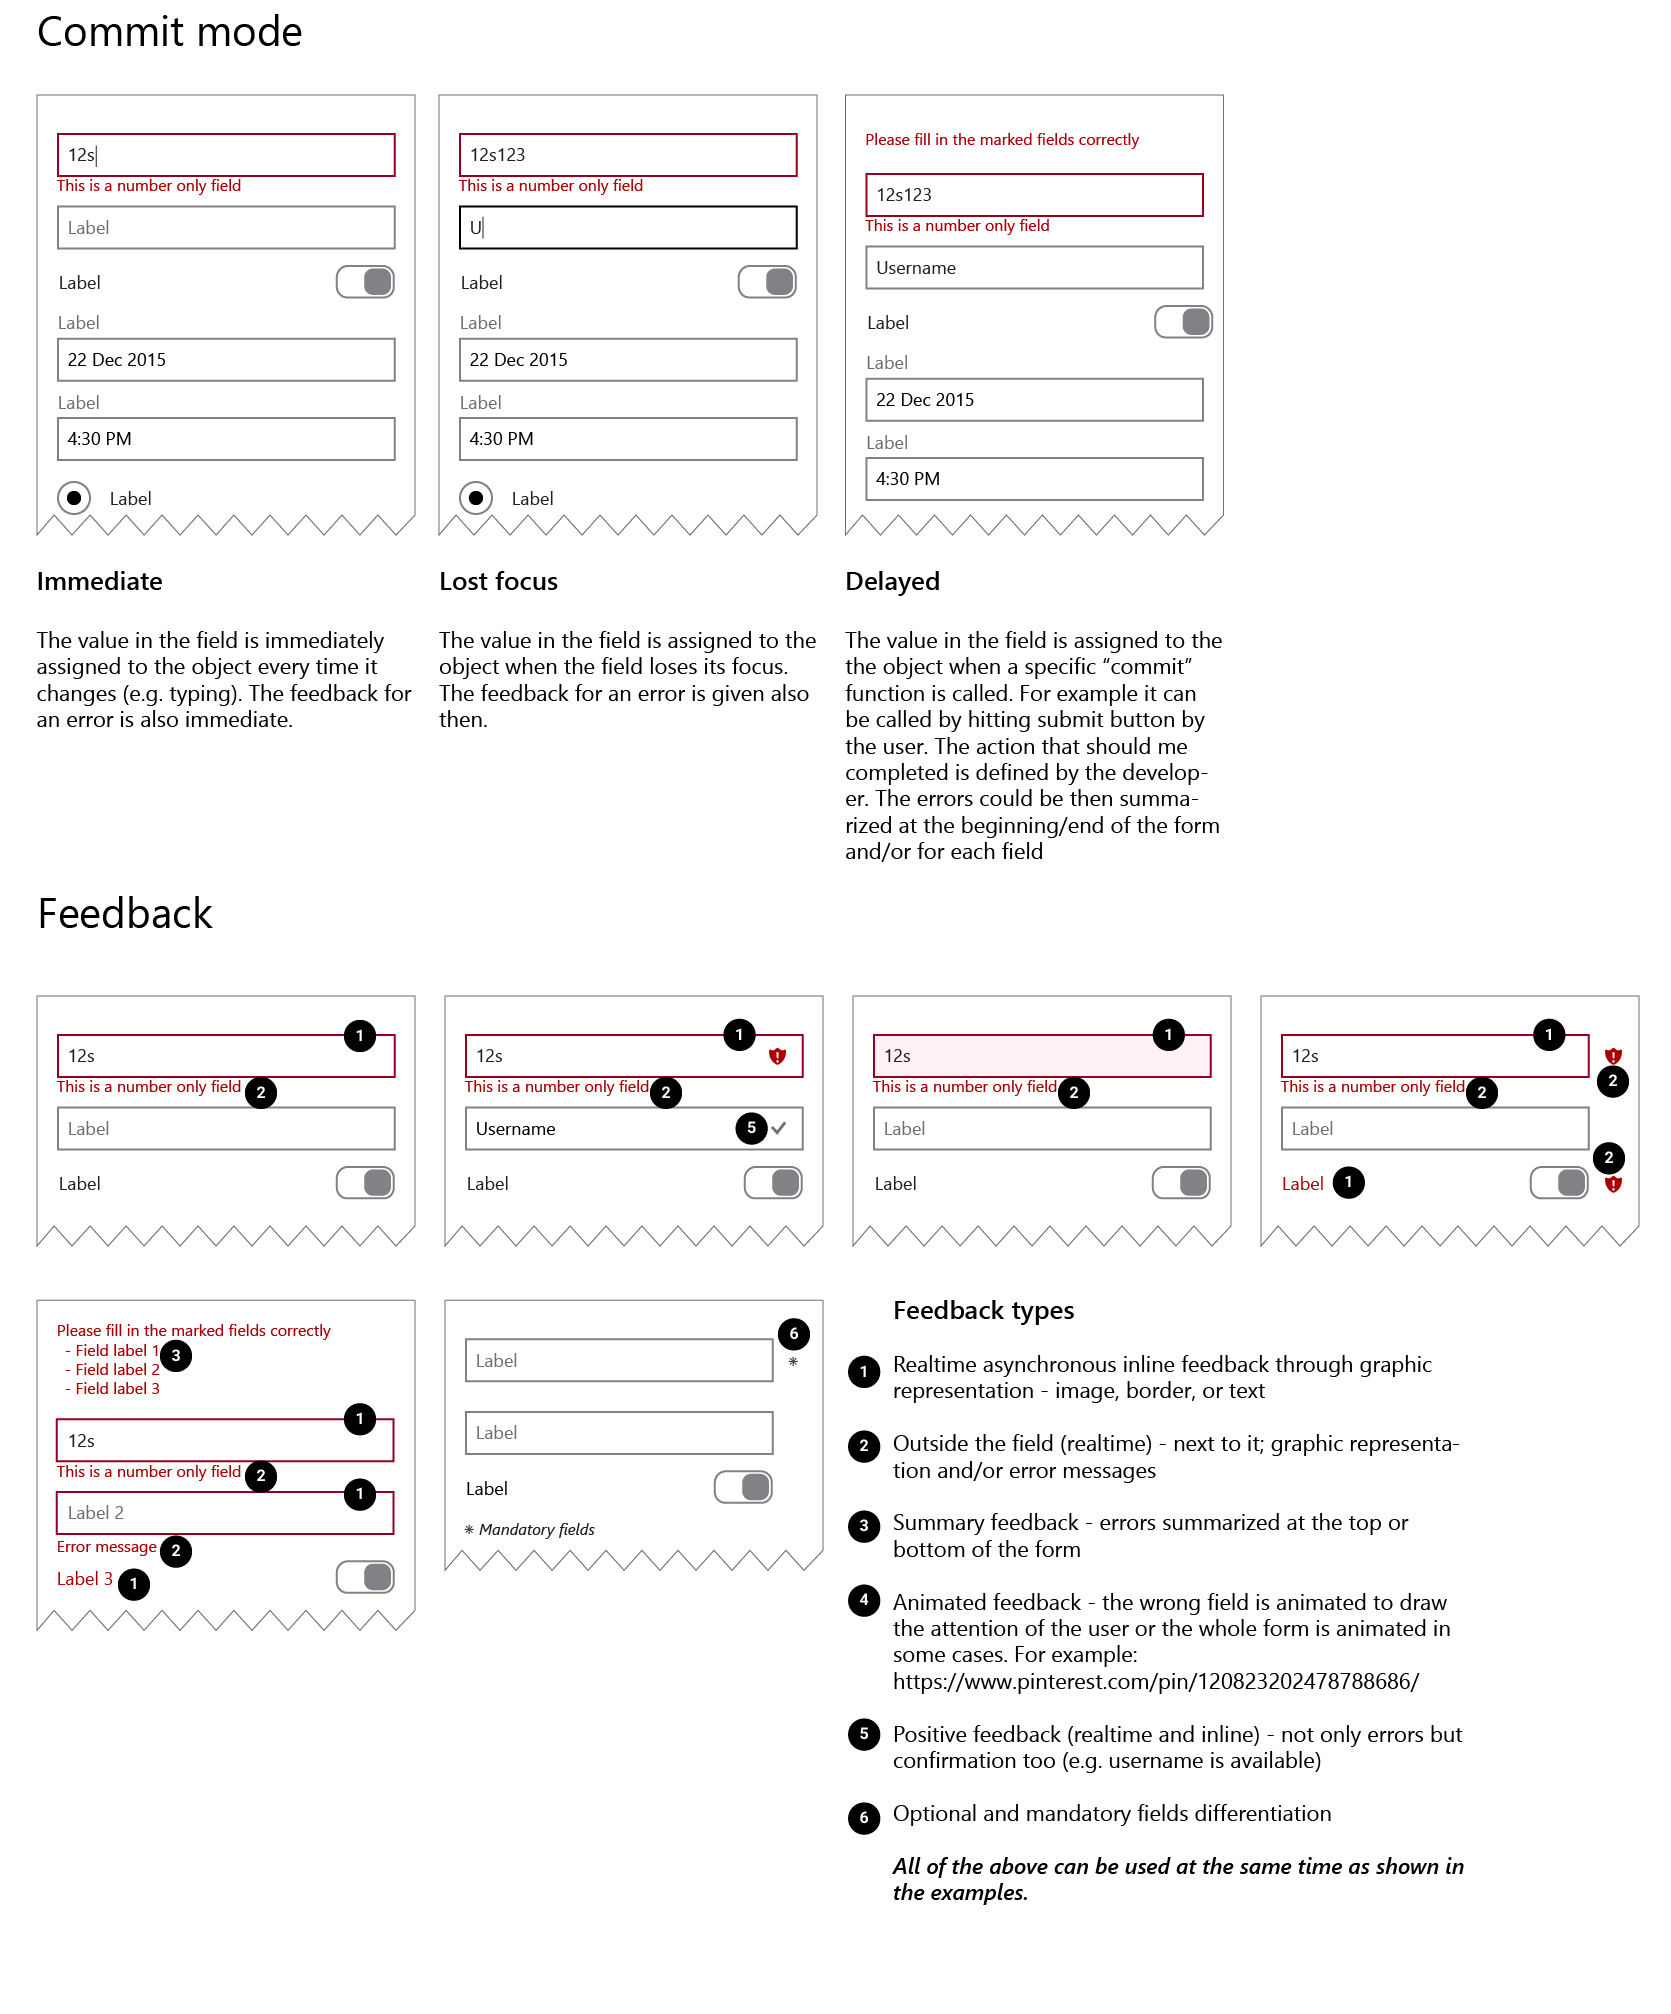 Commit mode
12s
This is a number only field
Label
Label
Label
22 Dec 2015
Label
4:30 PM
Label
12s123
This is a number only field
U
Label
Label
22 Dec 2015
Label
4:30 PM
Label
Please fill in the marked fields correctly
12s123
This is a number only field
Username
Label
Label
22 Dec 2015
Label
4:30 PM
Immediate
The value in the field is immediately
assigned to the object every time it
changes (e.g. typing). The feedback for
an error is also immediate.
Lost focus
The value in the field is assigned to the
object when the field loses its focus.
The feedback for an error is given also
then.
Delayed
The value in the field is assigned to the
the object when a specific “commit”
function is called. For example it can
be called by hitting submit button by
the user. The action that should me
completed is defined by the develop-
er. The errors could be then summa-
rized at the beginning/end of the form
and/or for each field
Feedback
1
12s
This is a number only field 2
Label
Label
1
12s
This is a number only field 2
Username 5
Label
1
12s
This is a number only field 2
Label
Label
1
12s
2
This is a number only field 2
Label
2
Label 1
Please fill in the marked fields correctly
- Field label 1 3
- Field label 2
- Field label 3
1
12s
This is a number only field 2
1
Label 2
Error message 2
Label 3 1
6
Label *
Label
Label
* Mandatory fields
Feedback types
1 Realtime asynchronous inline feedback through graphic
representation - image, border, or text
2 Outside the field (realtime) - next to it; graphic representa-
tion and/or error messages
3 Summary feedback - errors summarized at the top or
bottom of the form
4 Animated feedback - the wrong field is animated to draw
the attention of the user or the whole form is animated in
some cases. For example:
https://www.pinterest.com/pin/120823202478788686/
5 Positive feedback (realtime and inline) - not only errors but
confirmation too (e.g. username is available)
6 Optional and mandatory fields differentiation
All of the above can be used at the same time as shown in
the examples.